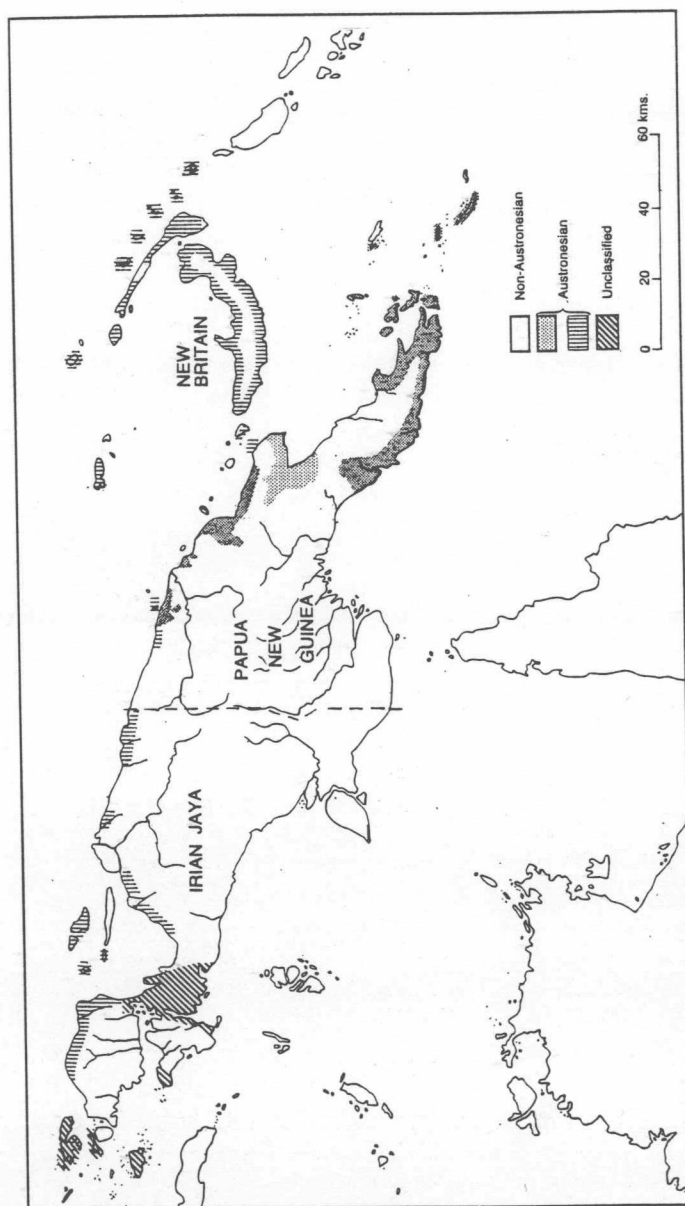 IRIAN JAYA
PAPUA
NEW
GUINEA
NEW
BRITAIN
Non-Austronesian
Austronesian
Unclassified
0 20 40 60 kms.